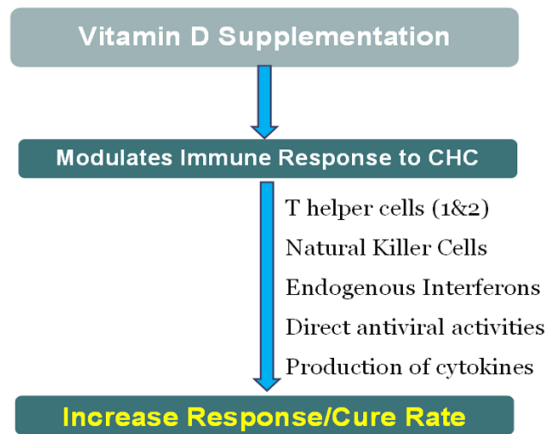 Vitamin D Supplementation
Modulates Immune Response to CHC
T helper cells (1&2)
Natural Killer Cells
Endogenous Interferons
Direct antiviral activities
Production of cytokines
Increase Response/Cure Rate